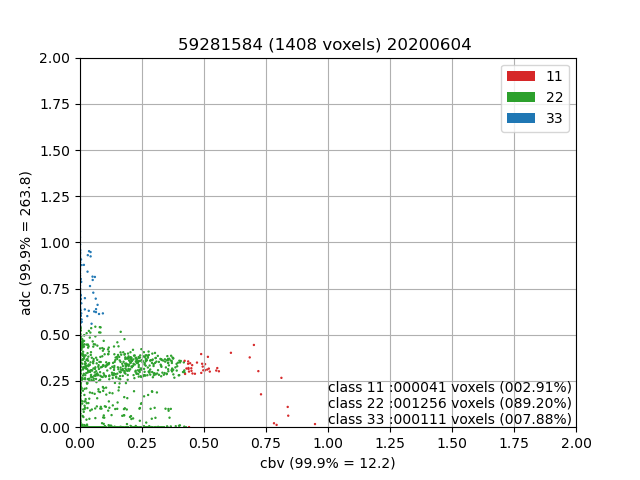 59281584 (1408 voxels) 20200604
2.00
1.75
1.50
1.25
1.00
0.75
0.50
0.25
0.00
adc (99.9% = 263.8)
11
22
33
class 11 :000041 voxels (002.91%)
class 22 :001256 voxels (089.20%)
class 33 :000111 voxels (007.88%)
0.00 0.25 0.50 0.75 1.00 1.25 1.50 1.75 2.00
cbv (99.9% = 12.2)